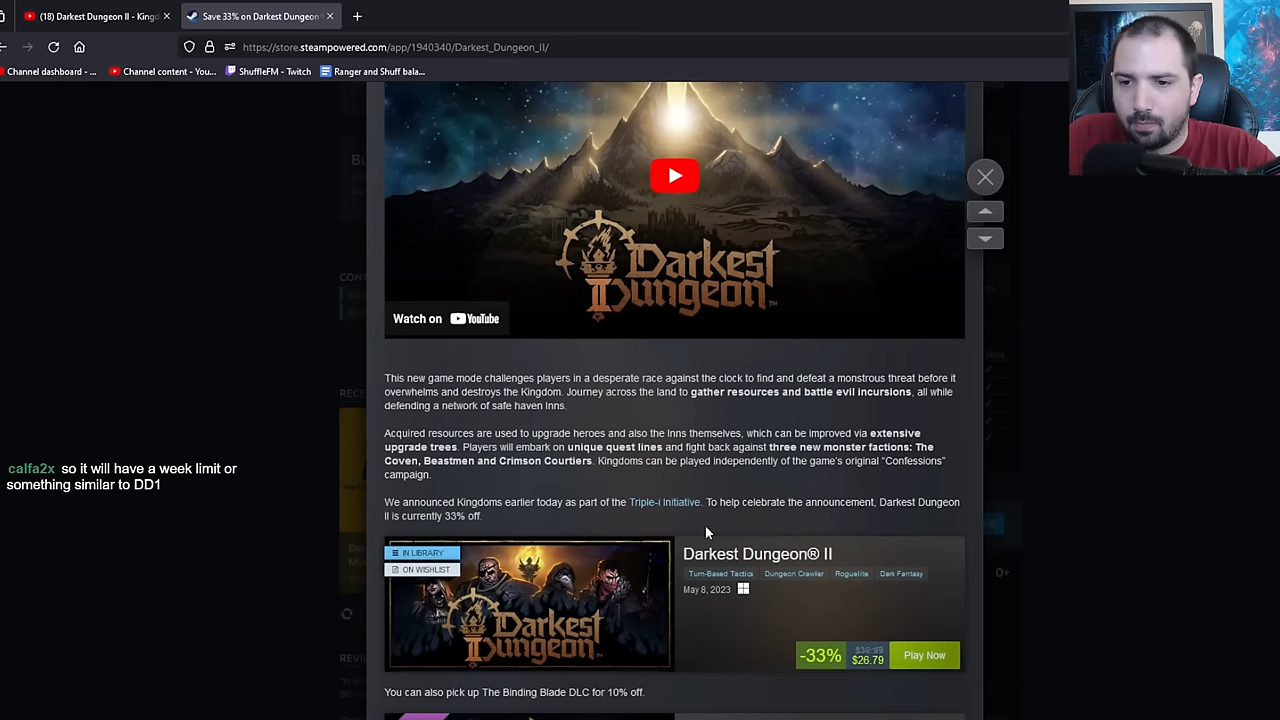 (18) Darkest Dungeon II - Kingd
Save 33% on Darkest Dungeon®
https://store.steampowered.com/app/1940340/Darkest_Dungeon_II/
Channel dashboard - ...
Channel content - You...
ShuffleFM - Twitch
Ranger and Shuff bala...
Darkest
Dungeon™
Watch on YouTube
This new game mode challenges players in a desperate race against the clock to find and defeat a monstrous threat before it
overwhelms and destroys the Kingdom. Journey across the land to gather resources and battle evil incursions, all while
defending a network of safe haven Inns.
Acquired resources are used to upgrade heroes and also the Inns themselves, which can be improved via extensive
upgrade trees. Players will embark on unique quest lines and fight back against three new monster factions: The
Coven, Beastmen and Crimson Courtiers. Kingdoms can be played independently of the game's original “Confessions”
campaign.
We announced Kingdoms earlier today as part of the Triple-i Initiative. To help celebrate the announcement, Darkest Dungeon
II is currently 33% off.
IN LIBRARY
ON WISHLIST
Darkest
Dungeon
Darkest Dungeon® II
Turn-Based Tactics
Dungeon Crawler
Roguelite
Dark Fantasy
May 8, 2023
-33%
$39.99
$26.79
Play Now
You can also pick up The Binding Blade DLC for 10% off.
calfa2x so it will have a week limit or
something similar to DD1
Bu
CONT
RECE
REVI
0+